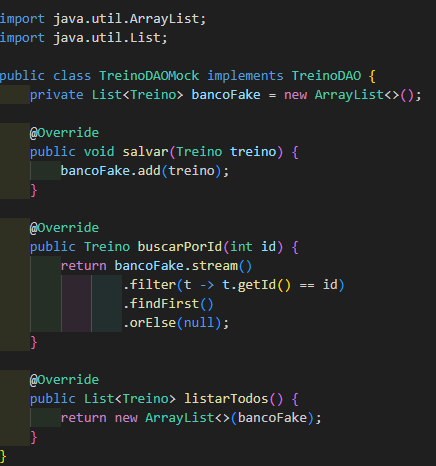 import java.util.ArrayList;
import java.util.List;

public class TreinoDAOMock implements TreinoDAO {
    private List<Treino> bancoFake = new ArrayList<>();

    @Override
    public void salvar(Treino treino) {
        bancoFake.add(treino);
    }

    @Override
    public Treino buscarPorId(int id) {
        return bancoFake.stream()
                .filter(t -> t.getId() == id)
                .findFirst()
                .orElse(null);
    }

    @Override
    public List<Treino> listarTodos() {
        return new ArrayList<>(bancoFake);
    }
}